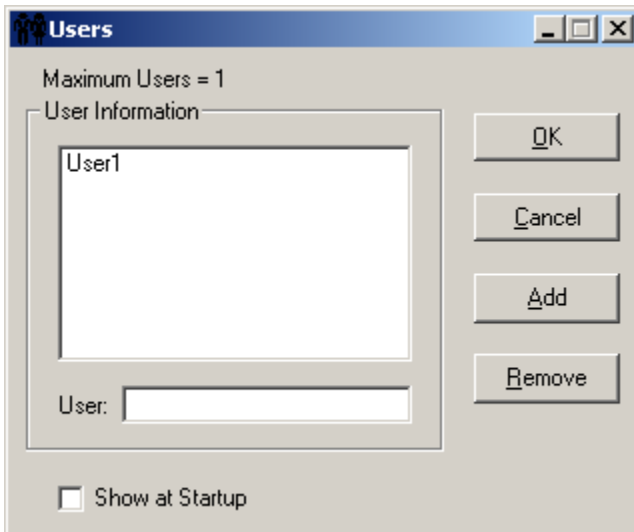 Users
Maximum Users = 1
User Information
User1
User:
OK
Cancel
Add
Remove
Show at Startup